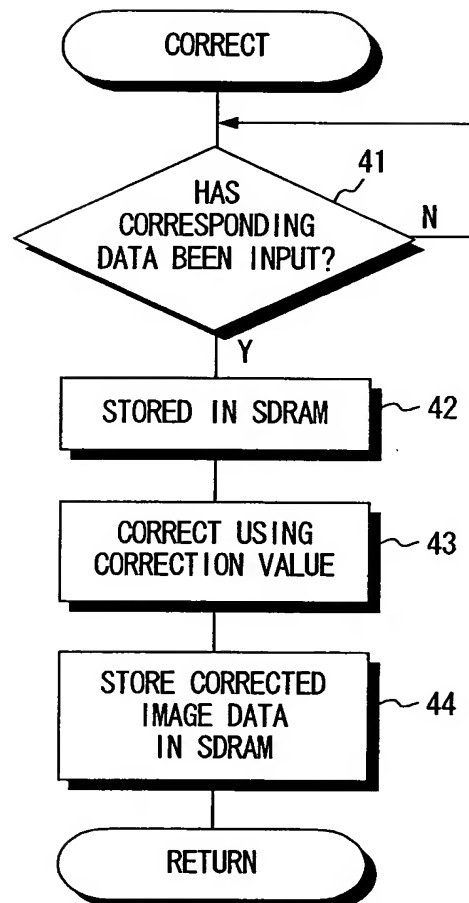 CORRECT
41
HAS
CORRESPONDING
DATA BEEN INPUT?
N
Y
STORED IN SDRAM
42
CORRECT USING
CORRECTION VALUE
43
STORE CORRECTED
IMAGE DATA
IN SDRAM
44
RETURN